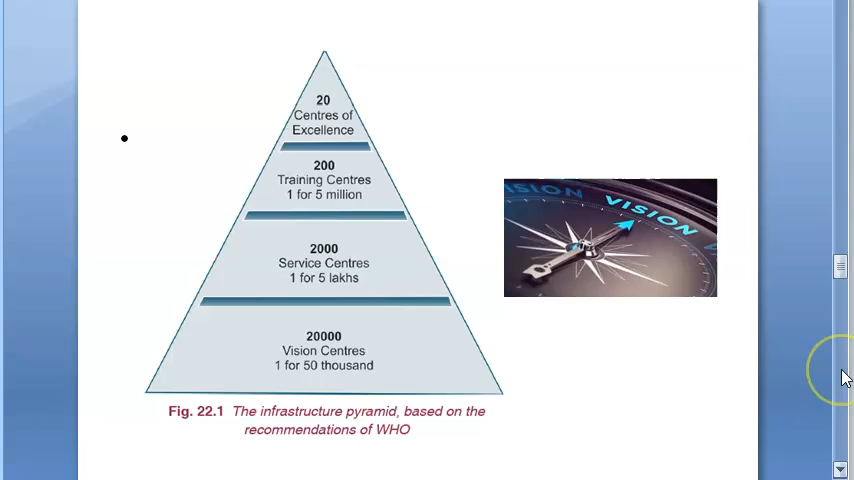 20
Centres of
Excellence
200
Training Centres
1 for 5 million
2000
Service Centres
1 for 5 lakhs
20000
Vision Centres
1 for 50 thousand
Fig. 22.1 The infrastructure pyramid, based on the
recommendations of WHO
VISION
VISION